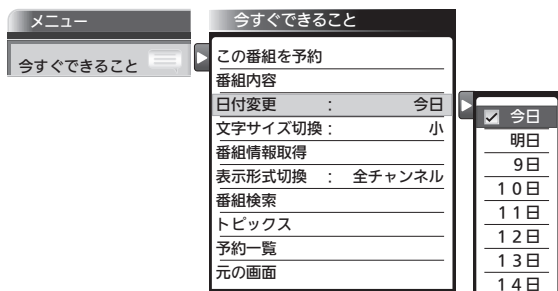 メニュー
今すぐできること
今すぐできること
この番組を予約
番組内容
日付変更 : 今日
文字サイズ切換 : 小
番組情報取得
表示形式切換 : 全チャンネル
番組検索
トピックス
予約一覧
元の画面
今日
明日
9日
10日
11日
12日
13日
14日